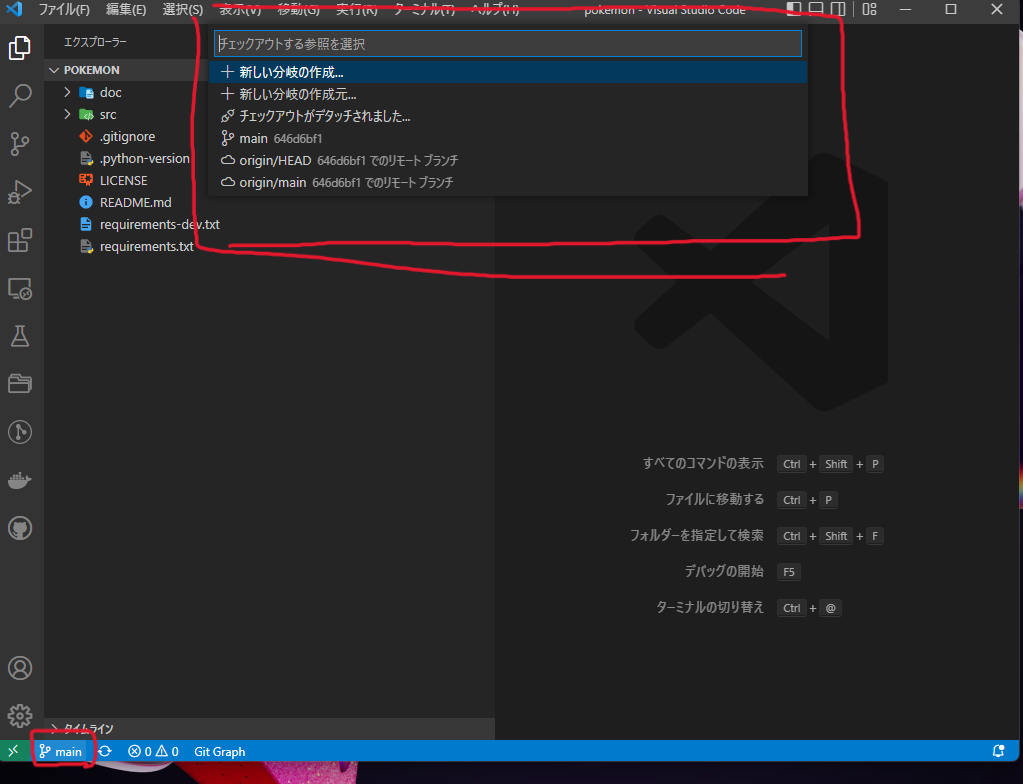 ファイル(F) 編集(E) 選択(S) 表示(V) 移動(G) 実行(R) ターミナル(T) ヘルプ(H) pokemon - Visual Studio Code
エクスプローラー
チェックアウトする参照を選択
POKEMON
新しい分岐の作成...
doc
新しい分岐の作成元...
src
チェックアウトがデタッチされました...
.gitignore
main 646d6bf1
.python-version
origin/HEAD 646d6bf1 でのリモート ブランチ
LICENSE
origin/main 646d6bf1 でのリモート ブランチ
README.md
requirements-dev.txt
requirements.txt
すべてのコマンドの表示 Ctrl + Shift + P
ファイルに移動する Ctrl + P
フォルダーを指定して検索 Ctrl + Shift + F
デバッグの開始 F5
ターミナルの切り替え Ctrl + @
タイムライン
main 0 0 Git Graph